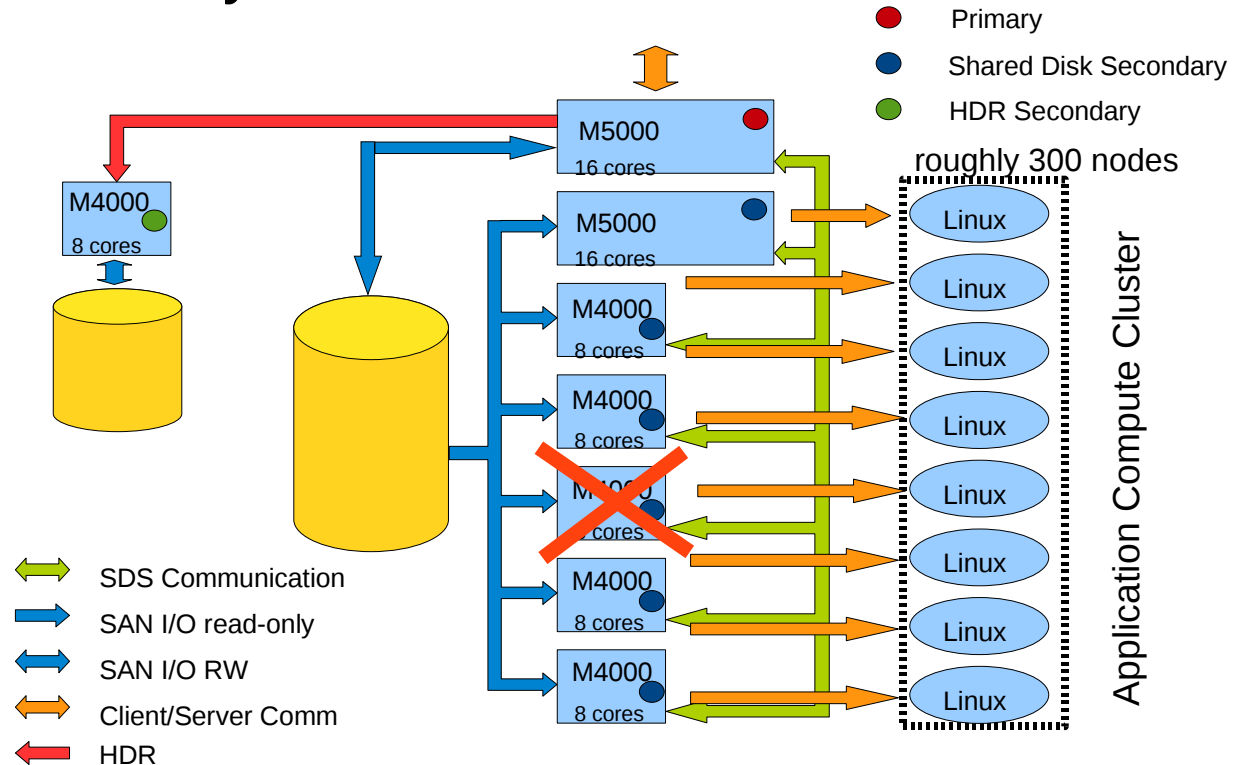 Primary
Shared Disk Secondary
HDR Secondary
roughly 300 nodes
M5000
16 cores
M4000
8 cores
M5000
16 cores
M4000
8 cores
M4000
8 cores
M4000
cores
M4000
8 cores
M4000
8 cores
Linux
Linux
Linux
Linux
Linux
Linux
Linux
Linux
Application Compute Cluster
SDS Communication
SAN I/O read-only
SAN I/O RW
Client/Server Comm
HDR